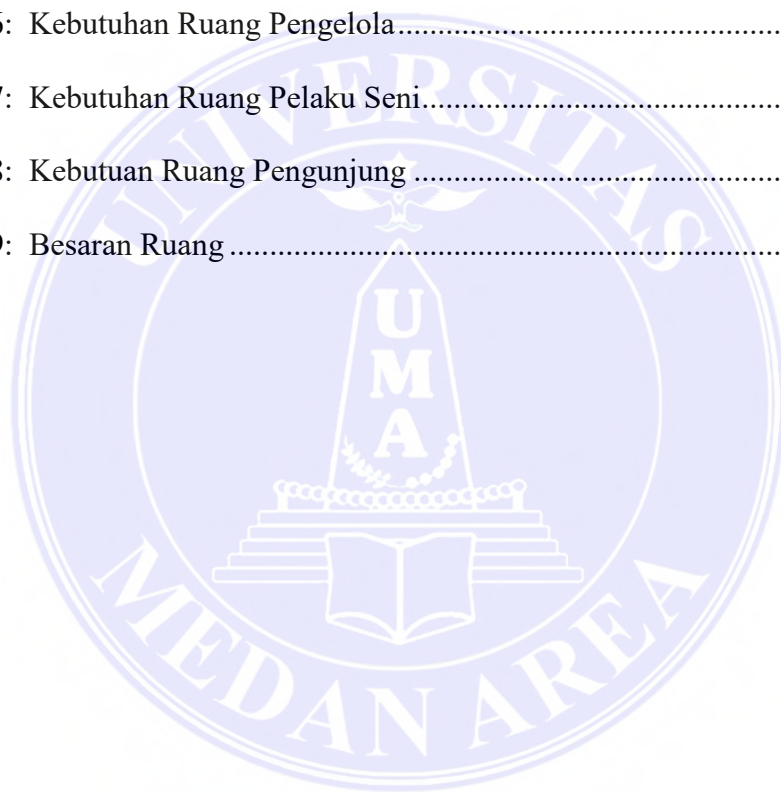 6: Kebutuhan Ruang Pengelola................................................
7: Kebutuhan Ruang Pelaku Seni.............................................
8: Kebutuan Ruang Pengunjung ..............................................
9: Besaran Ruang.....................................................................
UNIVERSITAS
U
M
A
MEDAN AREA